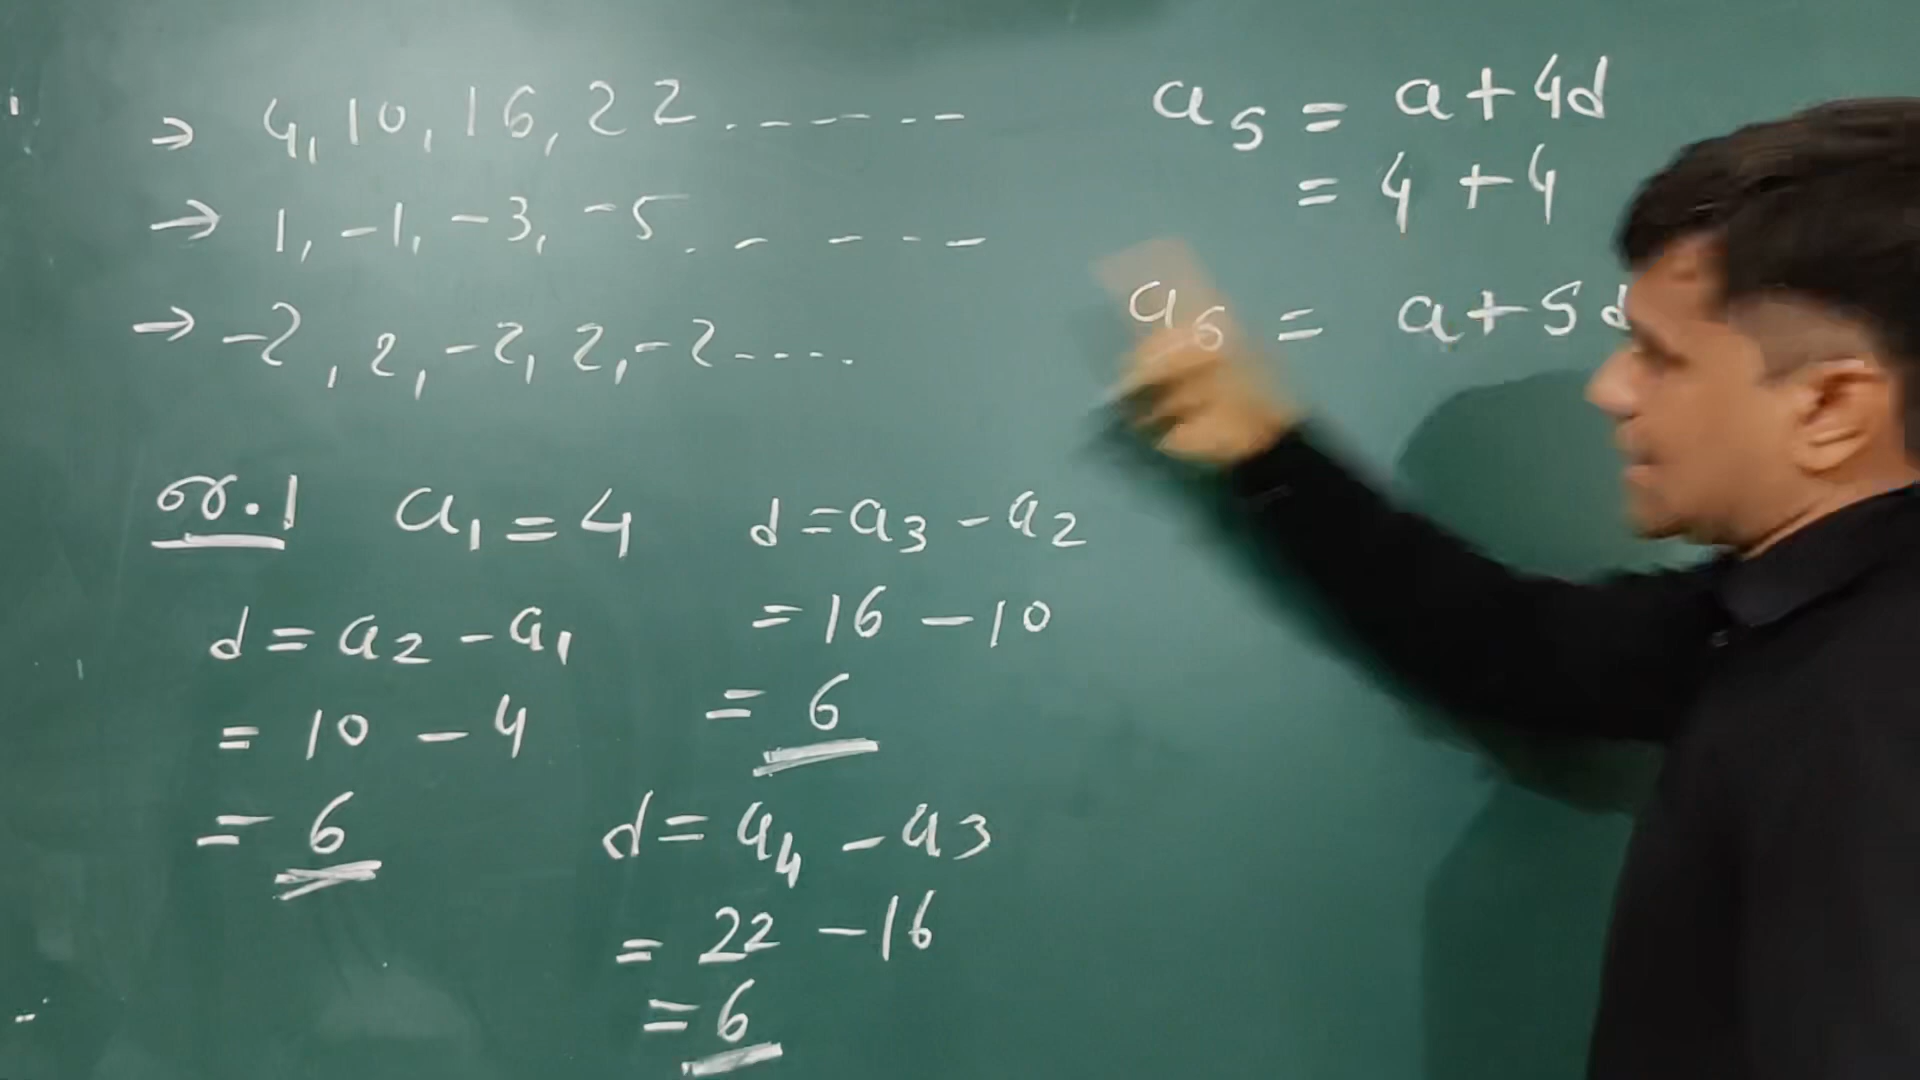 → 4, 10, 16, 22 . - - - - - -
→ 1, -1, -3, -5 . - - - -
→ -2, 2, -2, 2, -2 - - - - .
a₁ = 4
d = a₂ - a₁
= 10 - 4
= 6
d = a₃ - a₂
= 16 - 10
= 6
d = a₄ - a₃
= 22 - 16
= 6
a₅ = a + 4d
= 4 + 4
a₆ = a + 5d